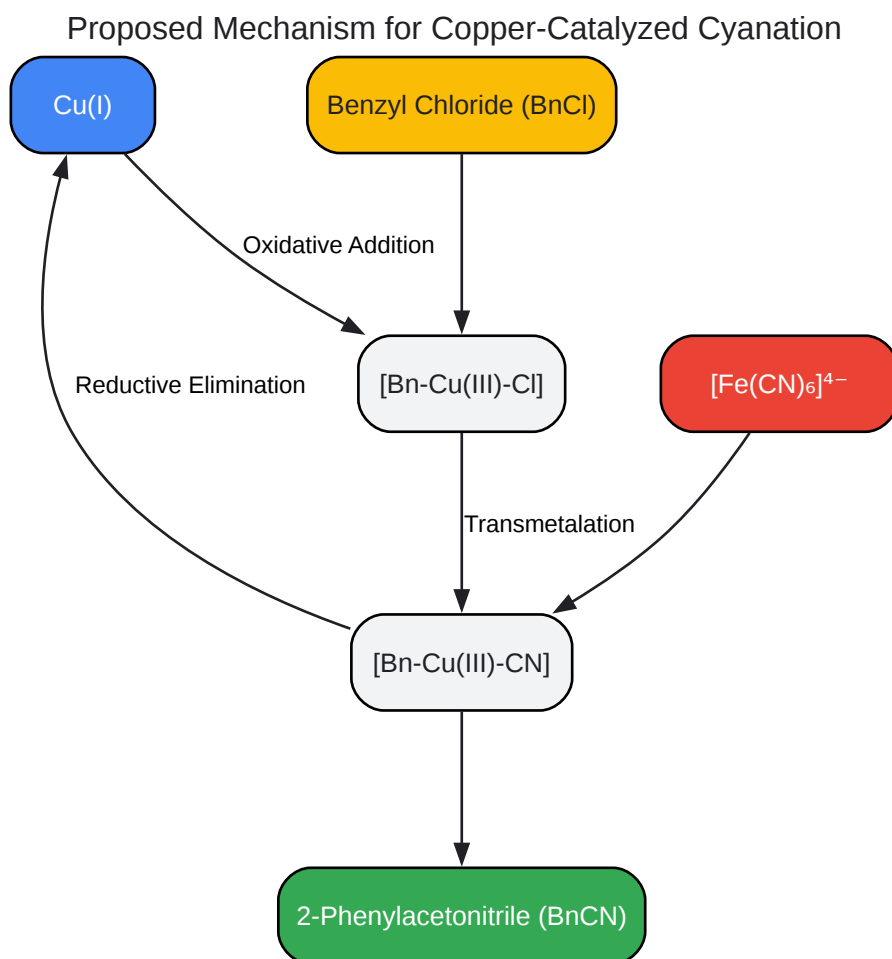 Proposed Mechanism for Copper-Catalyzed Cyanation
Cu(I)
Benzyl Chloride (BnCl)
Oxidative Addition
[Bn-Cu(III)-Cl]
[Fe(CN)₆]⁴⁻
Reductive Elimination
Transmetalation
[Bn-Cu(III)-CN]
2-Phenylacetonitrile (BnCN)